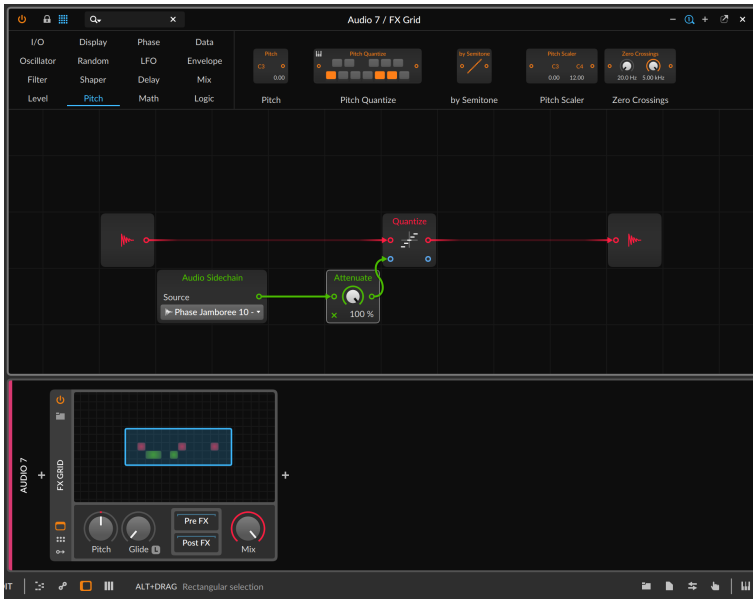 Audio 7 / FX Grid
I/O Display Phase Data
Oscillator Random LFO Envelope
Filter Shaper Delay Mix
Level Pitch Math Logic
Pitch
C3
0.00
Pitch
Pitch Quantize
Pitch Quantize
by Semitone
by Semitone
Pitch Scaler
C3 C4
0.00 12.00
Pitch Scaler
Zero Crossings
20.0 Hz 5.00 kHz
Zero Crossings
Quantize
Audio Sidechain
Source
Phase Jamboree 10 -
Attenuate
100 %
AUDIO 7
FX GRID
Pitch
Glide L
Pre FX
Post FX
Mix
ALT+DRAG Rectangular selection